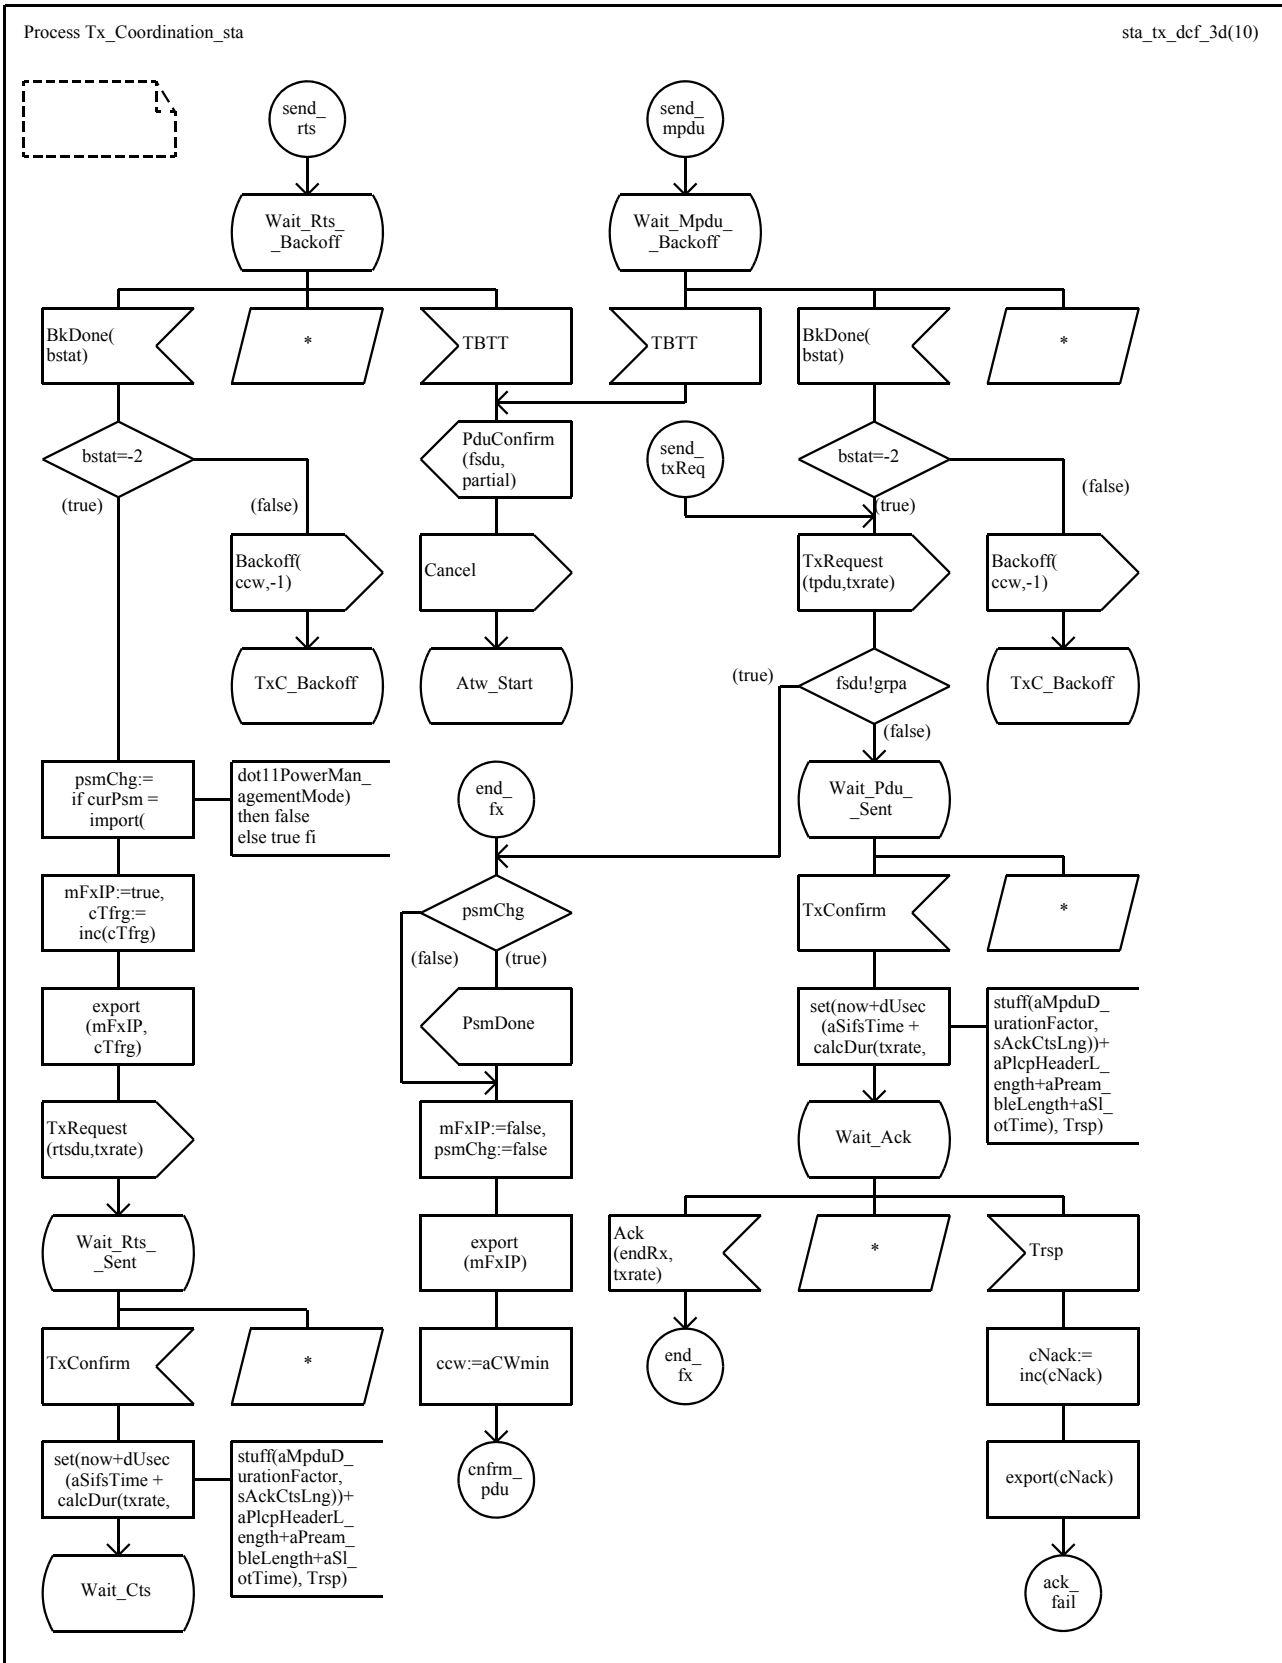 Process Tx_Coordination_sta
sta_tx_dcf_3d(10)
send_
rts
send_
mpdu
Wait_Rts_
_Backoff
Wait_Mpdu_
_Backoff
BkDone(
bstat)
*
TBTT
TBTT
BkDone(
bstat)
*
bstat=-2
PduConfirm
(fsdu,
partial)
send_
txReq
bstat=-2
(true)
(false)
(true)
(false)
Backoff(
ccw,-1)
Cancel
TxRequest
(tpdu,txrate)
Backoff(
ccw,-1)
TxC_Backoff
Atw_Start
(true)
fsdu!grpa
TxC_Backoff
(false)
psmChg:=
if curPsm =
import(
dot11PowerMan_
agementMode)
then false
else true fi
end_
fx
Wait_Pdu_
_Sent
mFxIP:=true,
cTfrg:=
inc(cTfrg)
psmChg
TxConfirm
*
(false)
(true)
export
(mFxIP,
cTfrg)
PsmDone
set(now+dUsec
(aSifsTime +
calcDur(txrate,
stuff(aMpduD_
urationFactor,
sAckCtsLng))+
aPlcpHeaderL_
ength+aPream_
bleLength+aSl_
otTime), Trsp)
TxRequest
(rtsdu,txrate)
mFxIP:=false,
psmChg:=false
Wait_Ack
Wait_Rts_
_Sent
export
(mFxIP)
Ack
(endRx,
txrate)
*
Trsp
TxConfirm
*
ccw:=aCWmin
end_
fx
cNack:=
inc(cNack)
set(now+dUsec
(aSifsTime +
calcDur(txrate,
stuff(aMpduD_
urationFactor,
sAckCtsLng))+
aPlcpHeaderL_
ength+aPream_
bleLength+aSl_
otTime), Trsp)
cnfrm_
pdu
export(cNack)
Wait_Cts
ack_
fail